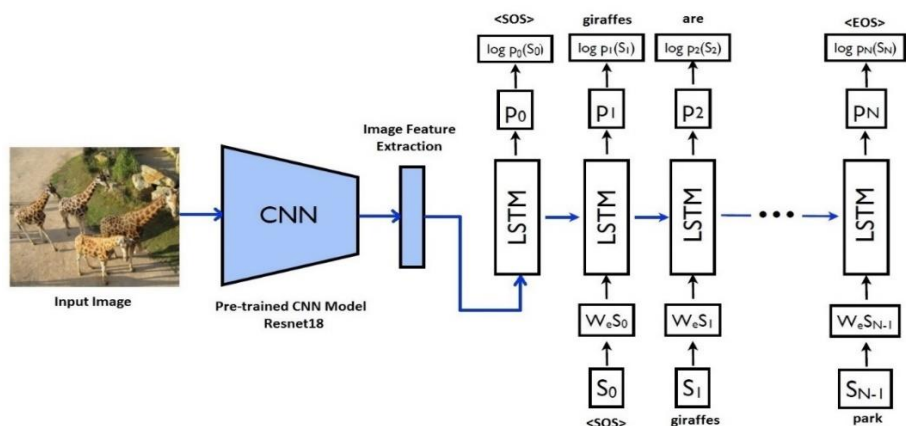 <SOS> giraffes are <EOS>
log p₀(S₀) log p₁(S₁) log p₂(S₂) log pN(SN)
p₀ p₁ p₂ pN
Image Feature
Extraction
CNN
LSTM LSTM LSTM LSTM
Input Image
Pre-trained CNN Model
Resnet18
WₑS₀ WₑS₁ WₑSN-1
S₀ S₁ SN-1
<SOS> giraffes park